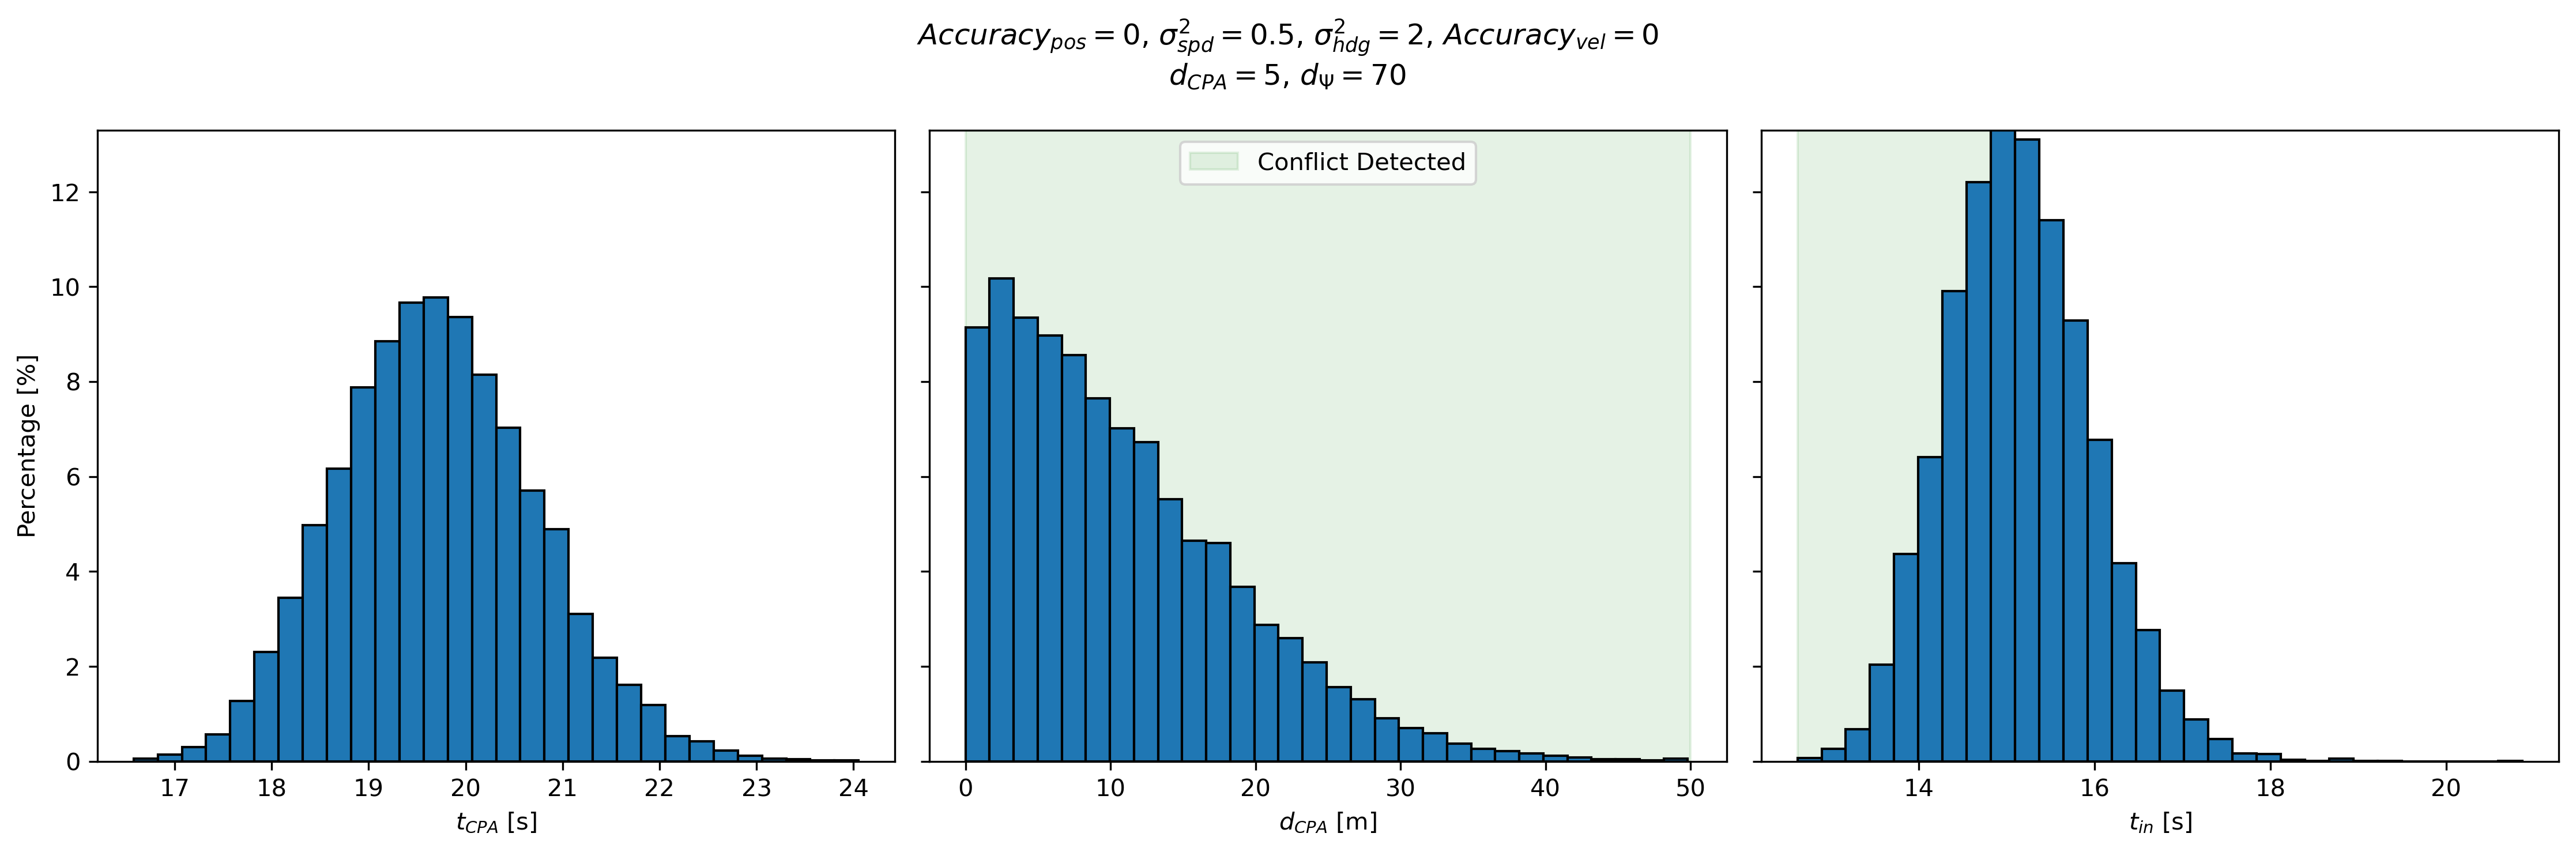 Accuracy_pos = 0, σ²_spd = 0.5, σ²_hdg = 2, Accuracy_vel = 0
d_CPA = 5, d_Ψ = 70
Percentage [%]
12
10
8
6
4
2
0
17 18 19 20 21 22 23 24
t_CPA [s]
Conflict Detected
0 10 20 30 40 50
d_CPA [m]
14 16 18 20
t_in [s]